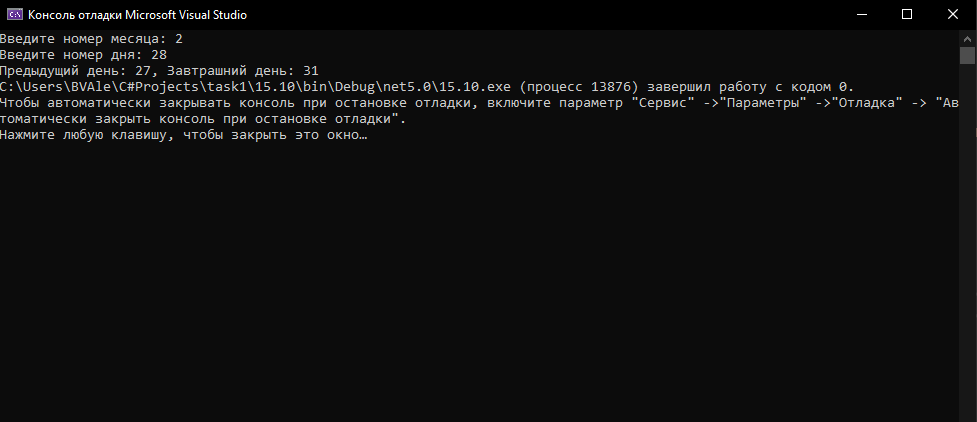 Консоль отладки Microsoft Visual Studio
Введите номер месяца: 2
Введите номер дня: 28
Предыдущий день: 27, Завтрашний день: 31
C:\Users\BVAle\C#Projects\task1\15.10\bin\Debug\net5.0\15.10.exe (процесс 13876) завершил работу с кодом 0.
Чтобы автоматически закрывать консоль при остановке отладки, включите параметр "Сервис" ->"Параметры" ->"Отладка" -> "Ав
томатически закрыть консоль при остановке отладки".
Нажмите любую клавишу, чтобы закрыть это окно…